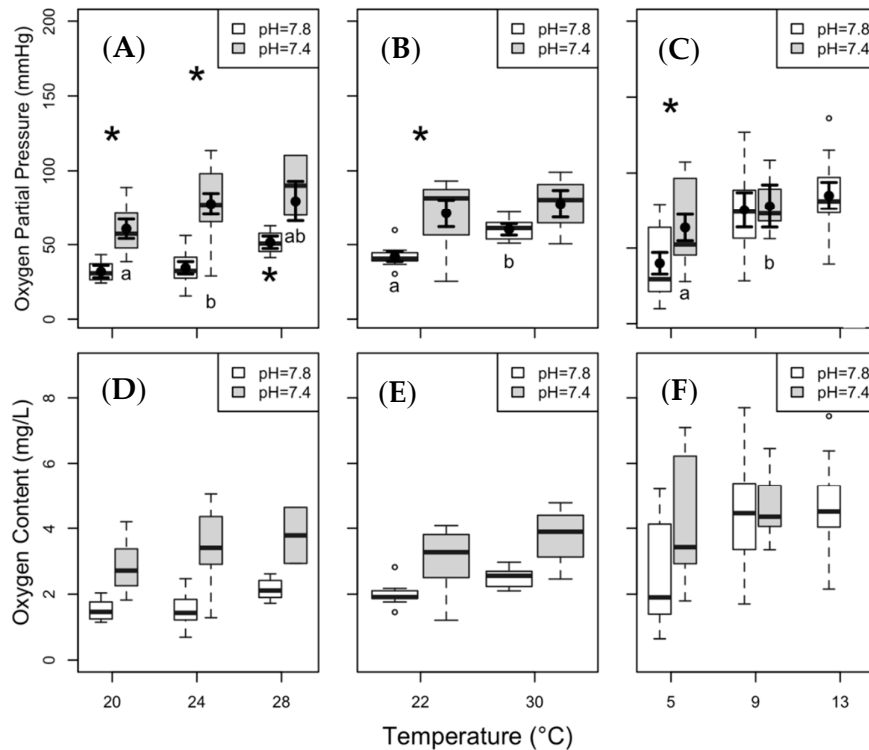 (A)
pH=7.8
pH=7.4
(B)
pH=7.8
pH=7.4
(C)
pH=7.8
pH=7.4
Oxygen Partial Pressure (mmHg)
200
150
100
50
0
*
*
*
*
*
a
b
ab
a
b
a
b
(D)
pH=7.8
pH=7.4
(E)
pH=7.8
pH=7.4
(F)
pH=7.8
pH=7.4
Oxygen Content (mg/L)
8
6
4
2
0
20 24 28 22 30 5 9 13
Temperature (°C)